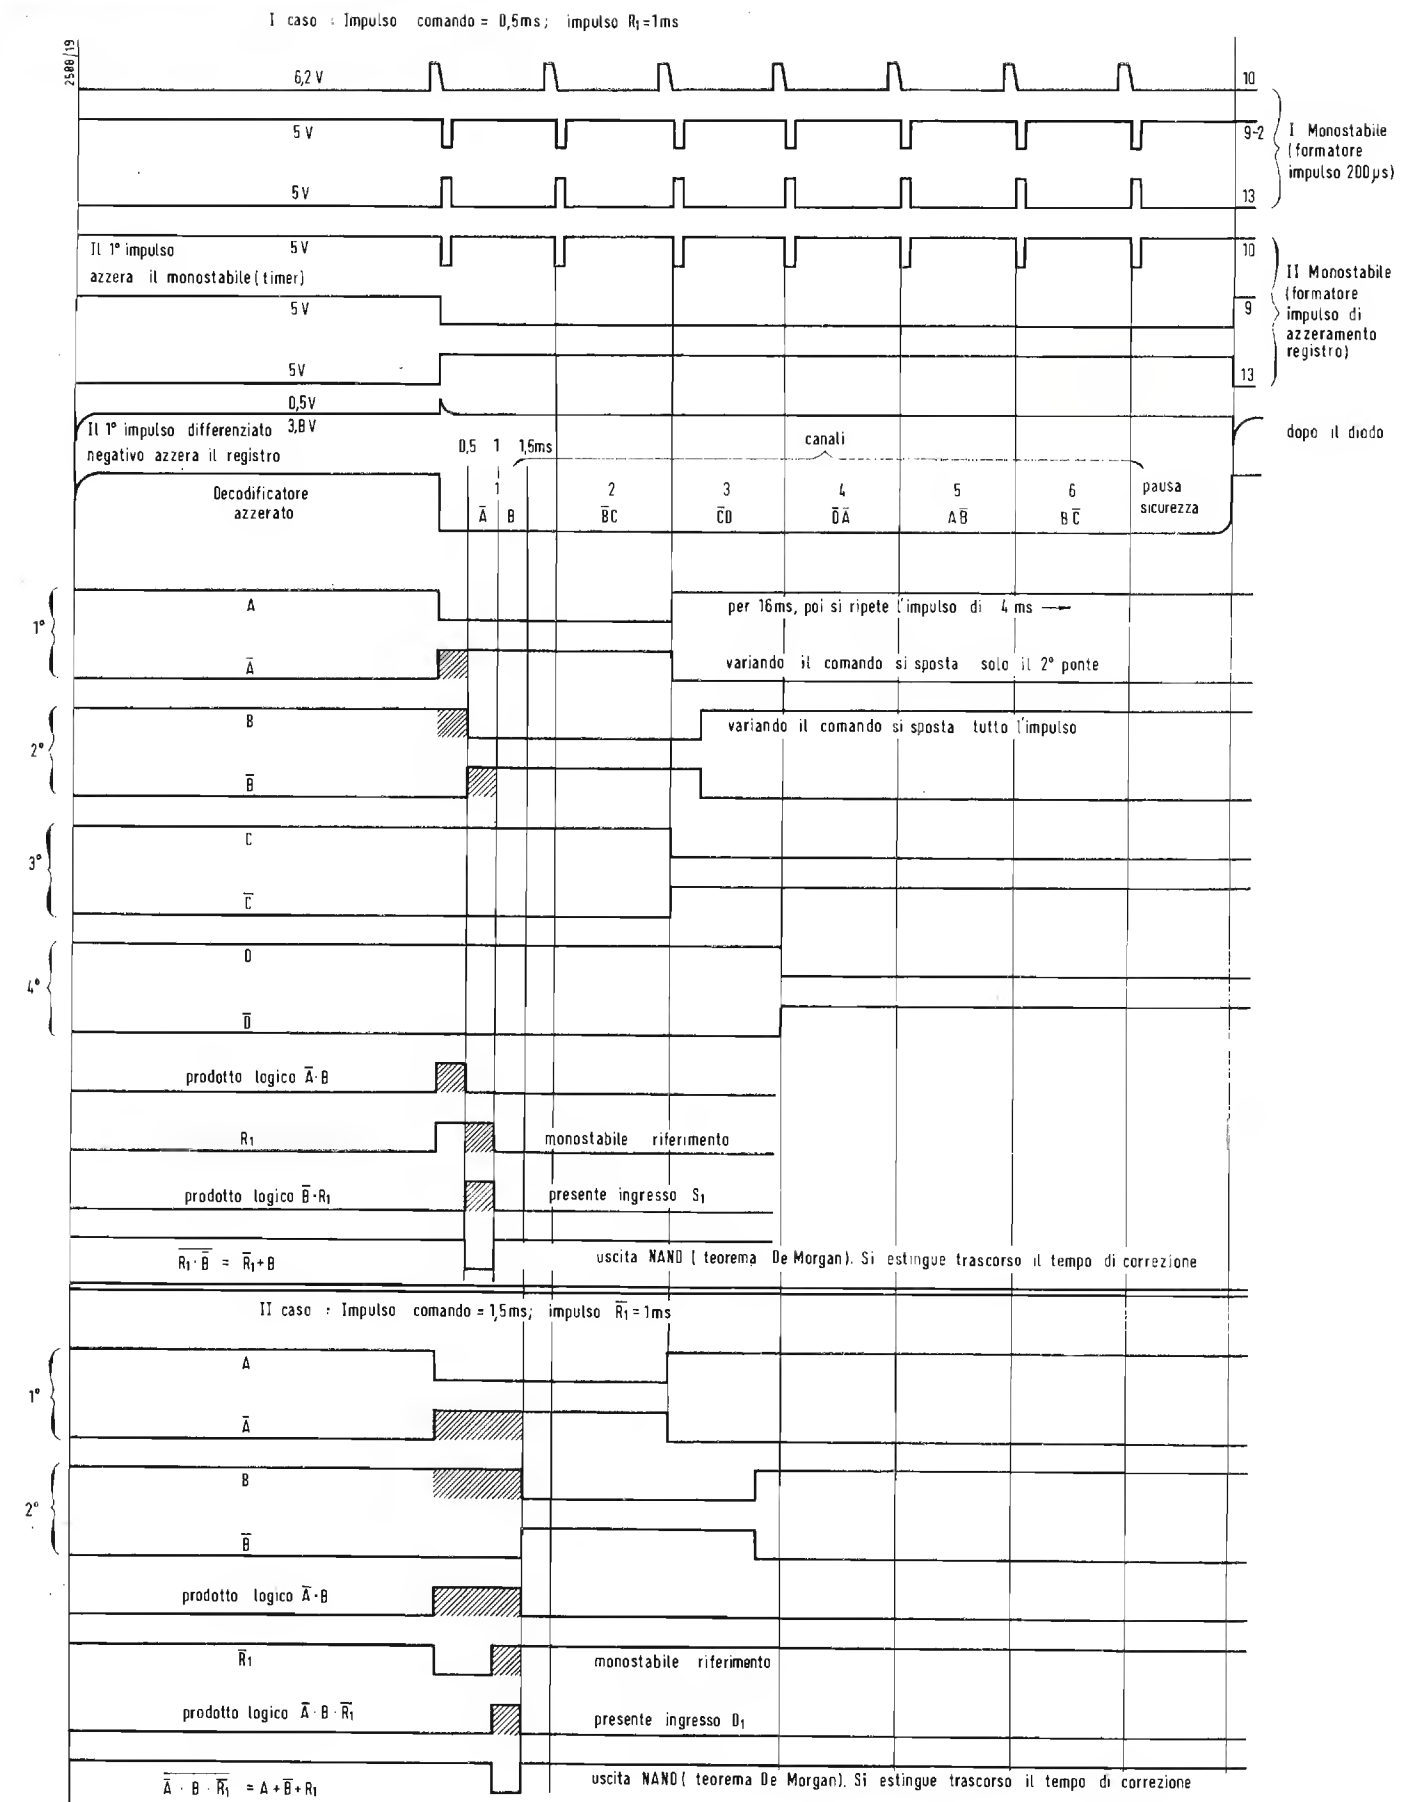 I caso : Impulso comando = 0,5ms; impulso R₁=1ms
2588/19
6,2 V
10
5 V
9-2
I Monostabile
(formatore
impulso 200µs)
5 V
13
Il 1° impulso
5 V
10
azzera il monostabile (timer)
II Monostabile
(formatore
impulso di
azzeramento
registro)
5 V
9
5V
13
0,5V
Il 1° impulso differenziato 3,8 V
negativo azzera il registro
dopo il diodo
0,5 1 1,5ms
canali
Decodificatore
azzerato
1 2 3 4 5 6
pausa
sicurezza
A̅ B B̅C C̅D D̅A̅ AB̅ BC̅
1°
A
per 16ms, poi si ripete l'impulso di 4 ms
A̅
variando il comando si sposta solo il 2° ponte
2°
B
variando il comando si sposta tutto l'impulso
B̅
3°
C
C̅
4°
D
D̅
prodotto logico A̅·B
R₁
monostabile riferimento
prodotto logico B̅·R₁
presente ingresso S₁
R̅₁̅·̅B̅̅ = R̅₁+B
uscita NAND ( teorema De Morgan). Si estingue trascorso il tempo di correzione
II caso : Impulso comando = 1,5ms; impulso R̅₁=1ms
1°
A
A̅
2°
B
B̅
prodotto logico A̅·B
R̅₁
monostabile riferimento
prodotto logico A̅·B·R̅₁
presente ingresso D₁
A̅̅·̅B̅·̅R̅̅₁ = A+B̅+R₁
uscita NAND ( teorema De Morgan). Si estingue trascorso il tempo di correzione